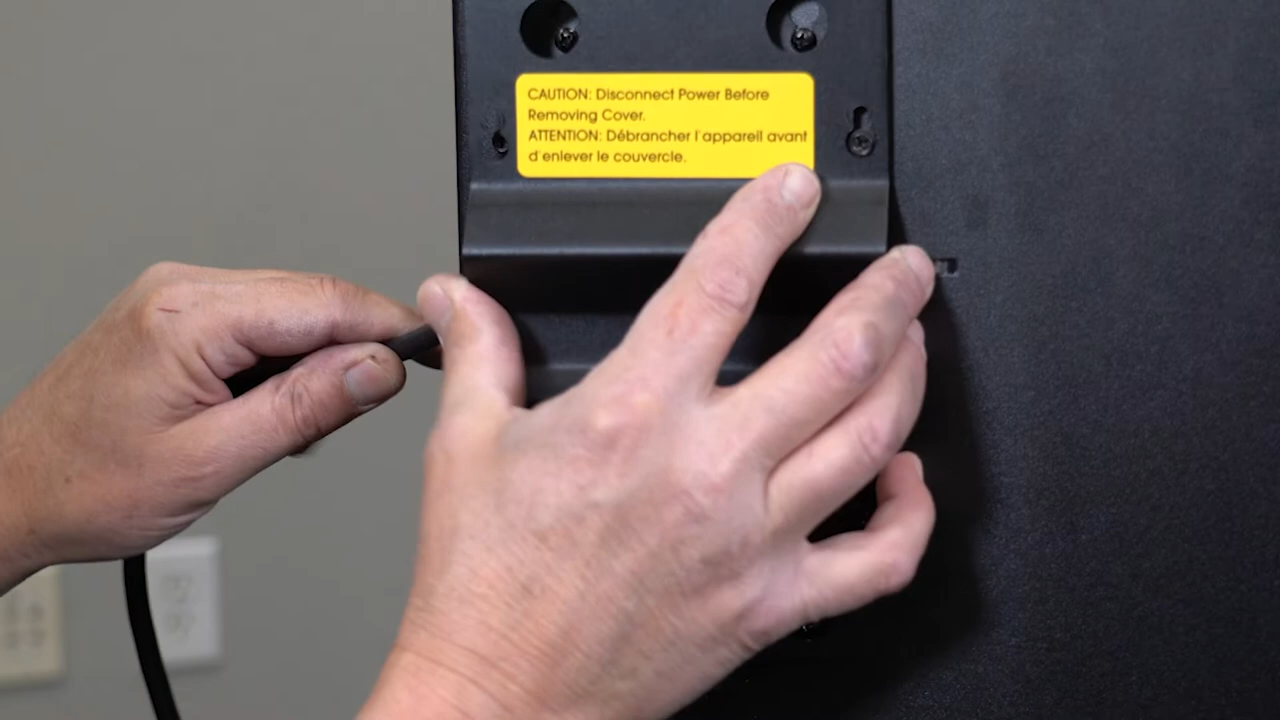 CAUTION: Disconnect Power Before
Removing Cover.
ATTENTION: Débrancher l'appareil avant
d'enlever le couvercle.